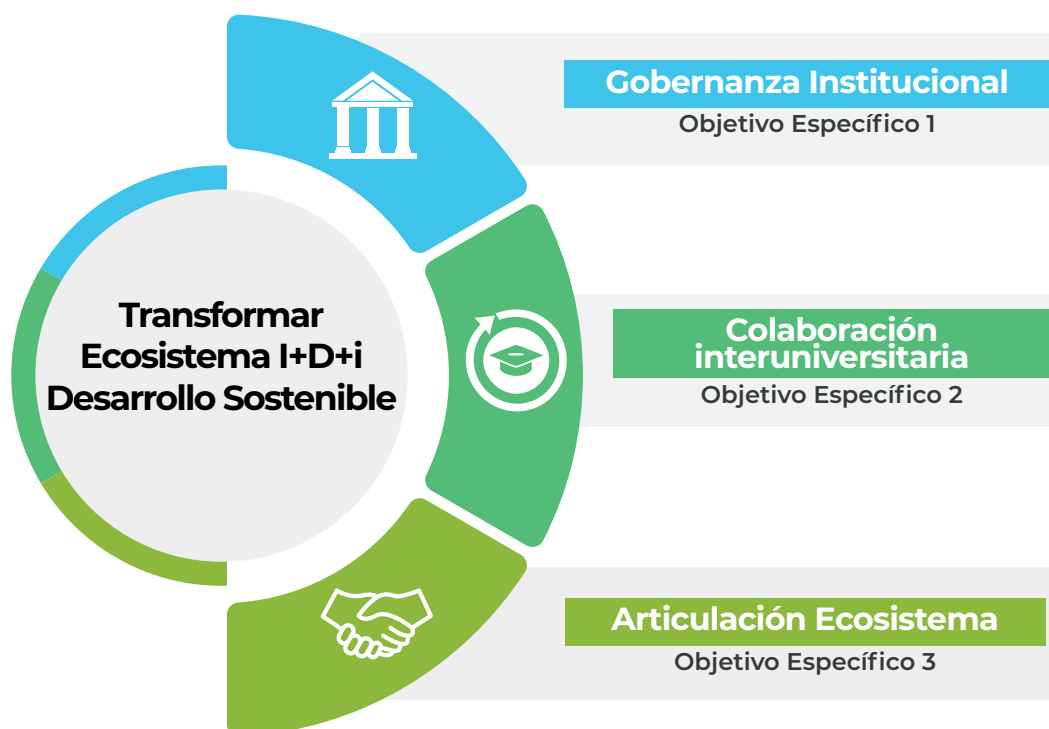 Gobernanza Institucional
Objetivo Específico 1
Transformar
Ecosistema I+D+i
Desarrollo Sostenible
Colaboración
interuniversitaria
Objetivo Específico 2
Articulación Ecosistema
Objetivo Específico 3